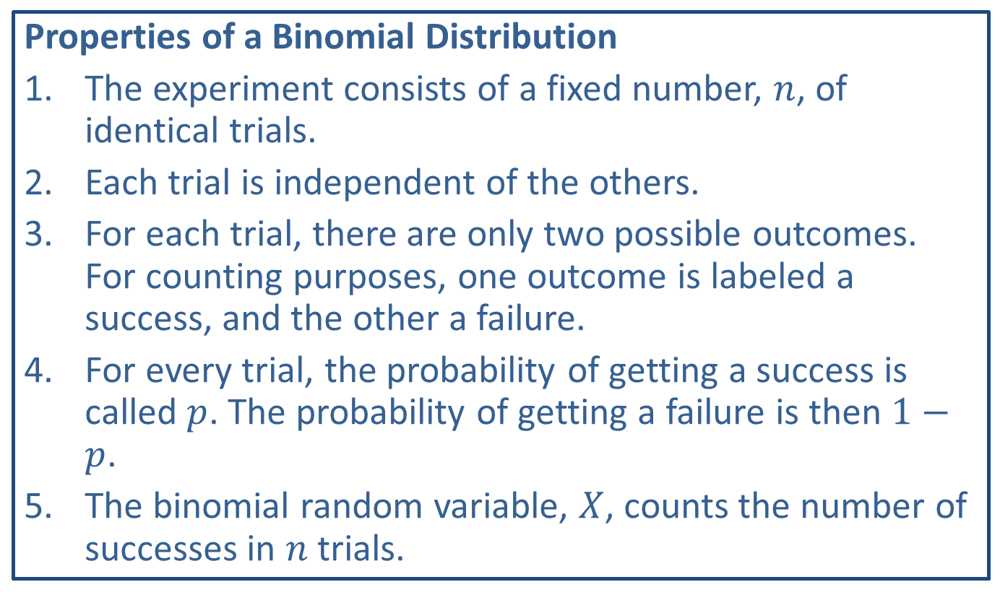 Properties of a Binomial Distribution
1. The experiment consists of a fixed number, n, of
identical trials.
2. Each trial is independent of the others.
3. For each trial, there are only two possible outcomes.
For counting purposes, one outcome is labeled a
success, and the other a failure.
4. For every trial, the probability of getting a success is
called p. The probability of getting a failure is then 1 −
p.
5. The binomial random variable, X, counts the number of
successes in n trials.